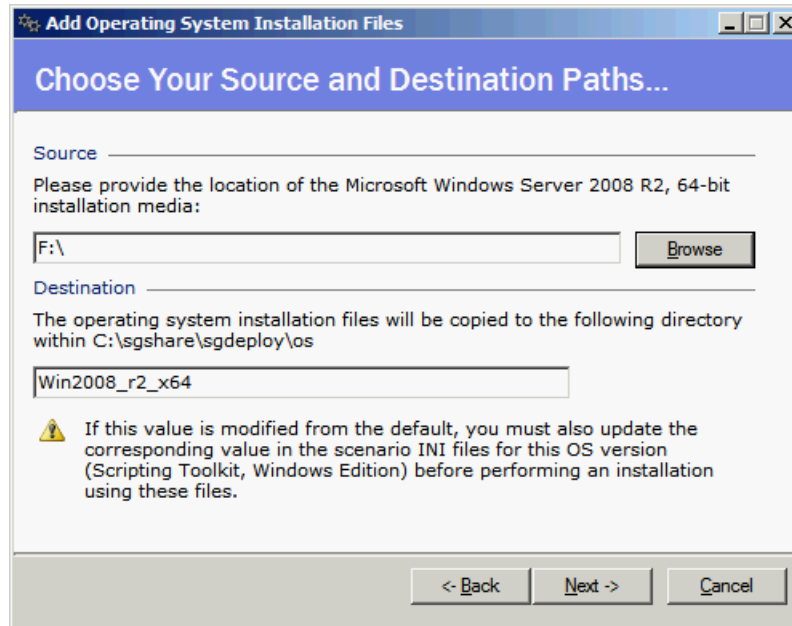 Add Operating System Installation Files
Choose Your Source and Destination Paths...
Source
Please provide the location of the Microsoft Windows Server 2008 R2, 64-bit
installation media:
F:\
Browse
Destination
The operating system installation files will be copied to the following directory
within C:\sgshare\sgdeploy\os
Win2008_r2_x64
If this value is modified from the default, you must also update the
corresponding value in the scenario INI files for this OS version
(Scripting Toolkit, Windows Edition) before performing an installation
using these files.
<- Back
Next ->
Cancel